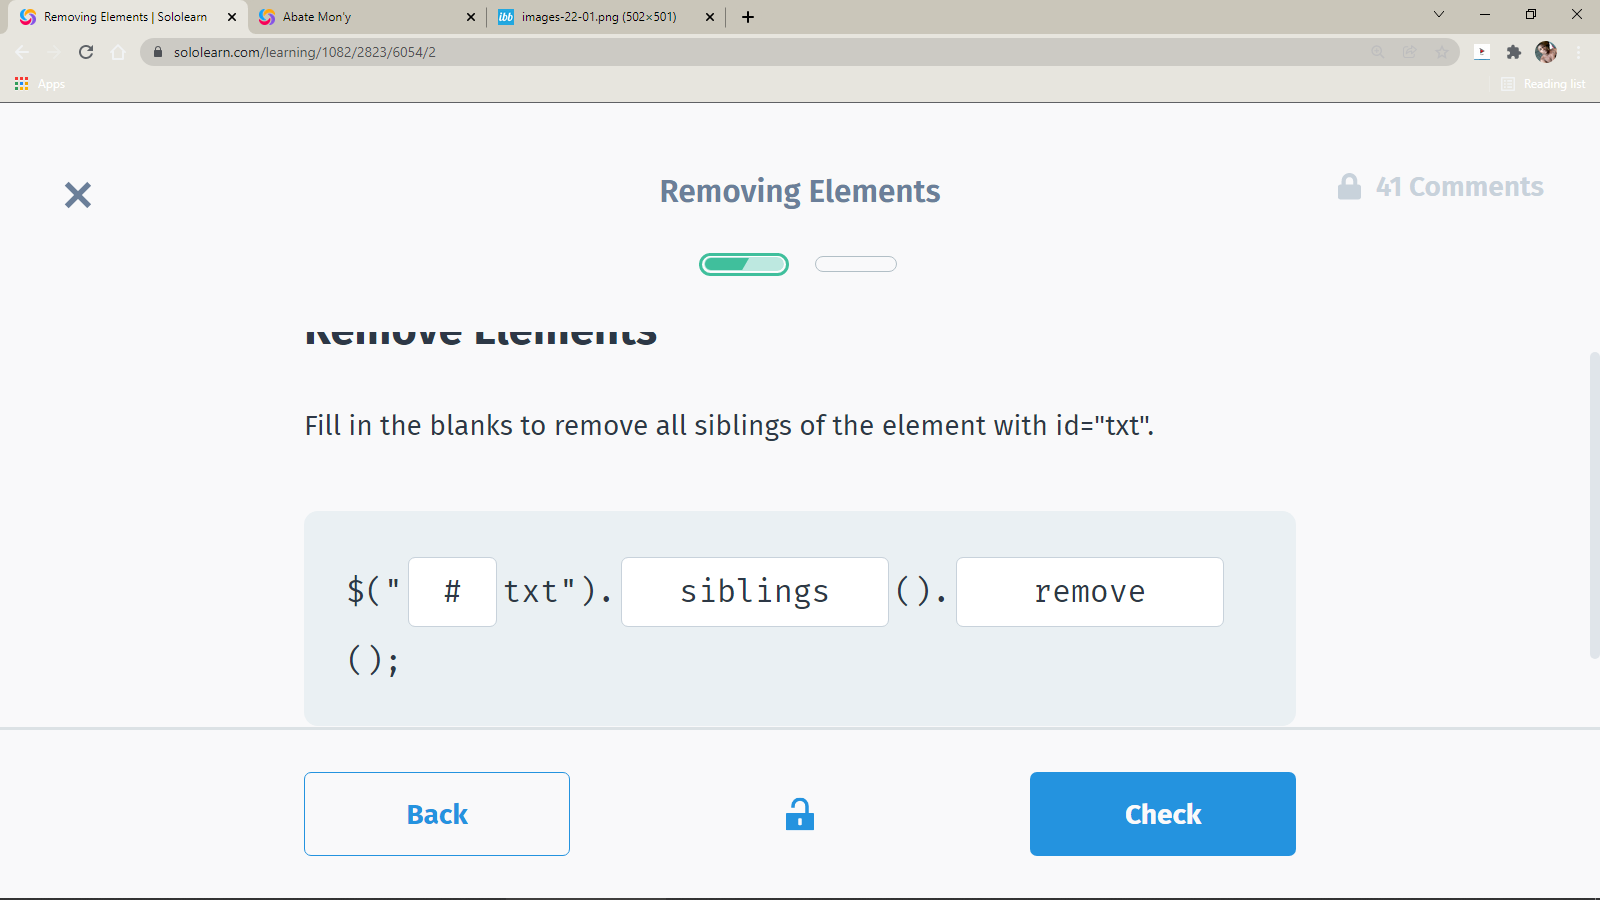 Removing Elements | Sololearn
Abate Mon'y
ibb images-22-01.png (502×501)
sololearn.com/learning/1082/2823/6054/2
Apps
Reading list
Removing Elements
41 Comments
Remove Elements
Fill in the blanks to remove all siblings of the element with id="txt".
$("#txt").siblings().remove
();
Back
Check